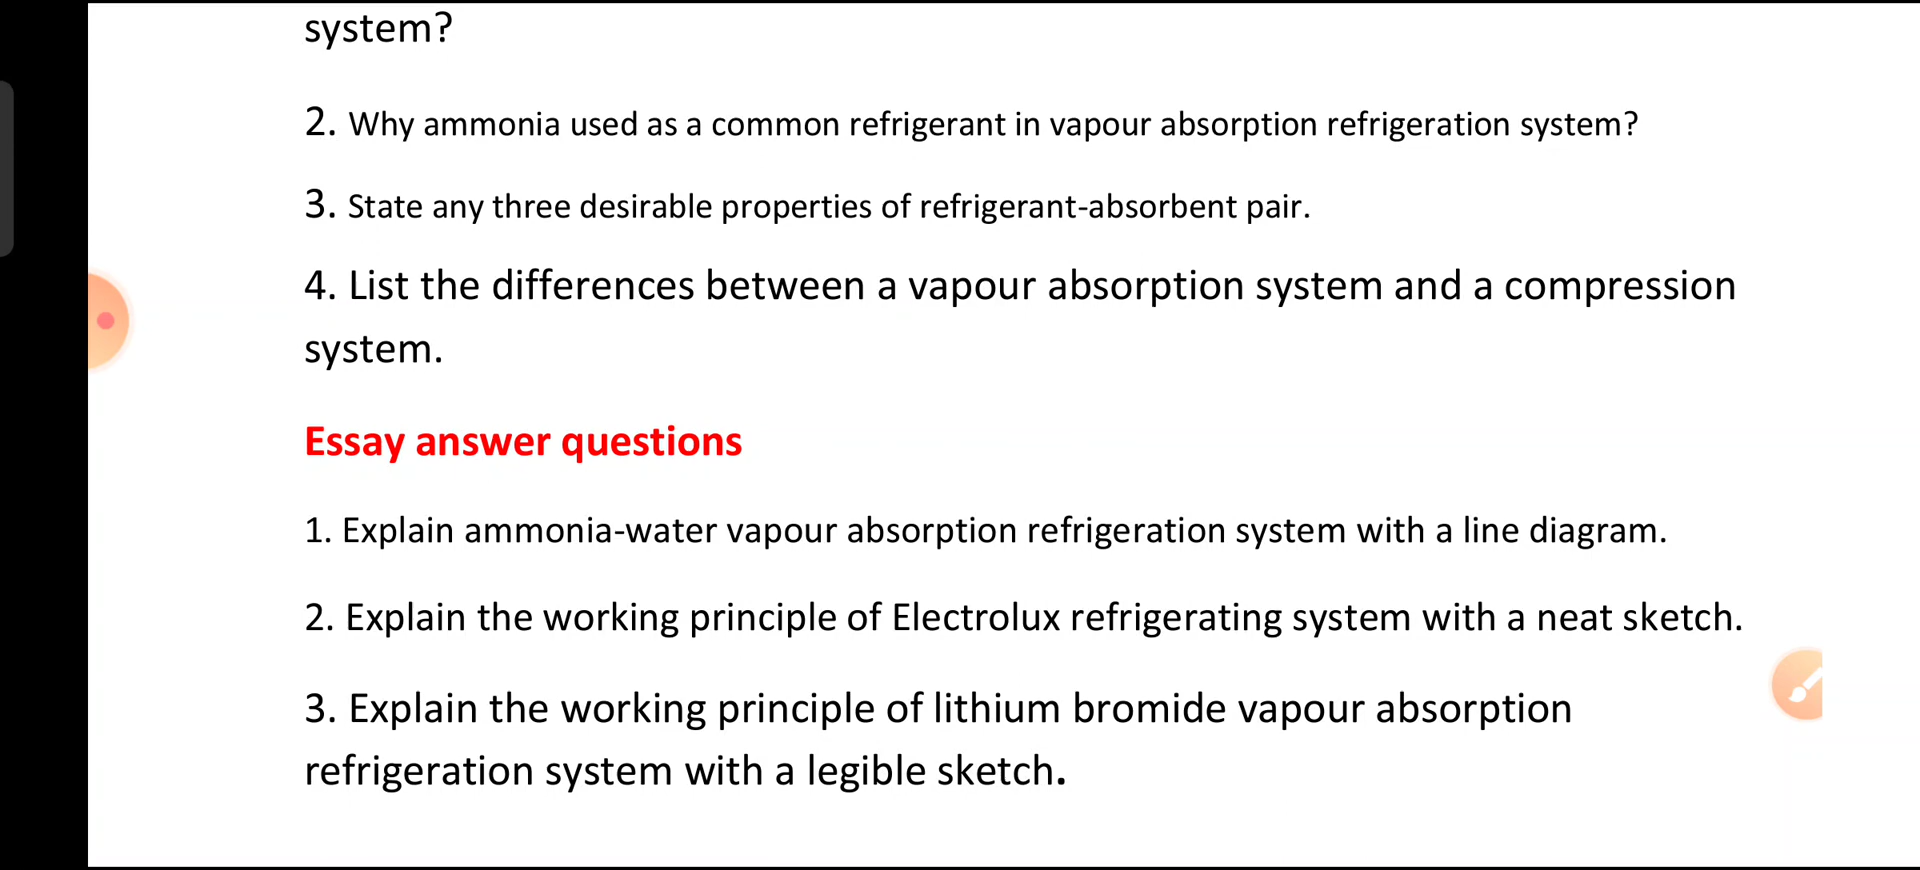 system?
2. Why ammonia used as a common refrigerant in vapour absorption refrigeration system?
3. State any three desirable properties of refrigerant-absorbent pair.
4. List the differences between a vapour absorption system and a compression
system.
Essay answer questions
1. Explain ammonia-water vapour absorption refrigeration system with a line diagram.
2. Explain the working principle of Electrolux refrigerating system with a neat sketch.
3. Explain the working principle of lithium bromide vapour absorption
refrigeration system with a legible sketch.